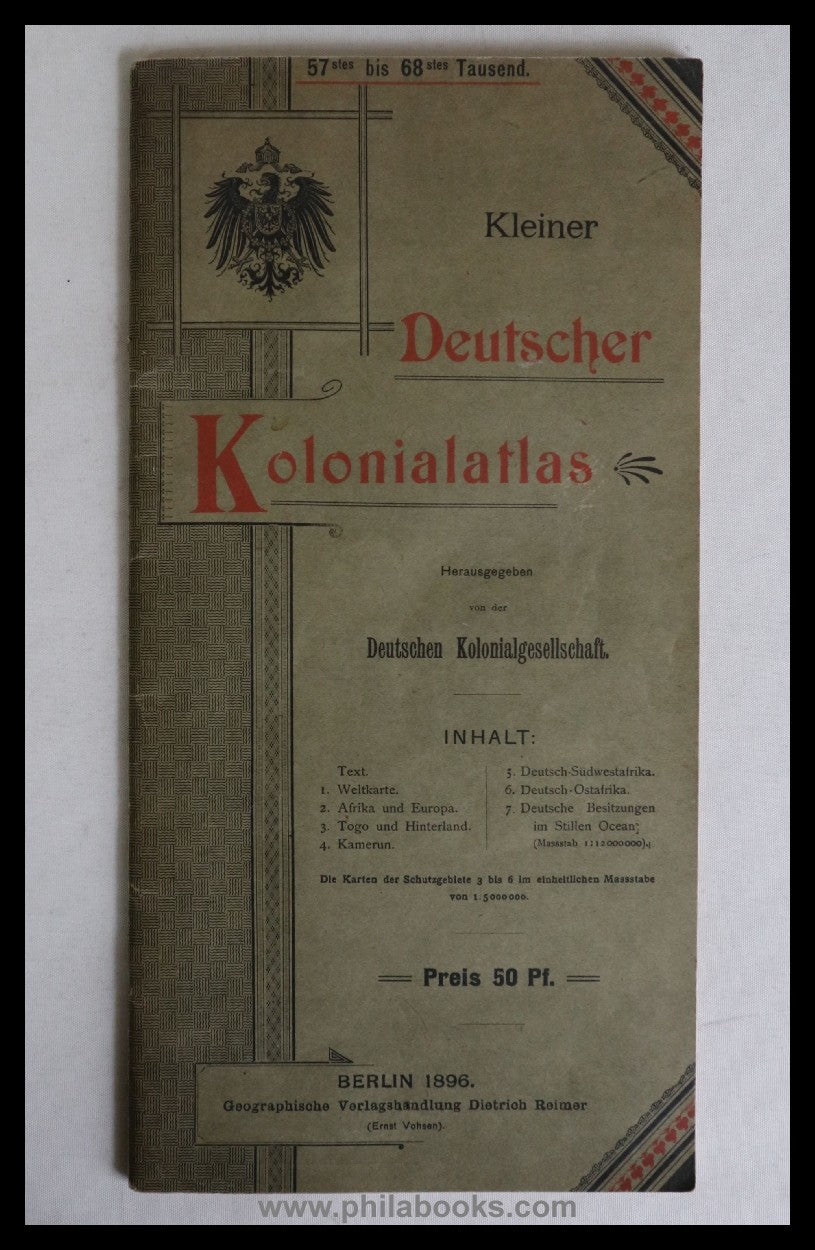 57stes bis 68stes Tausend.
Kleiner
Deutscher
Kolonialatlas
Herausgegeben
von der
Deutschen Kolonialgesellschaft.
INHALT:
Text.
1. Weltkarte.
2. Afrika und Europa.
3. Togo und Hinterland.
4. Kamerun.
5. Deutsch-Südwestafrika.
6. Deutsch-Ostafrika.
7. Deutsche Besitzungen
im Stillen Ocean;
(Massstab 1:12000000).
Die Karten der Schutzgebiete 3 bis 6 im einheitlichen Massstabe
von 1:5000000.
Preis 50 Pf.
BERLIN 1896.
Geographische Verlagshandlung Dietrich Reimer
(Ernst Vohsen).
www.philabooks.com